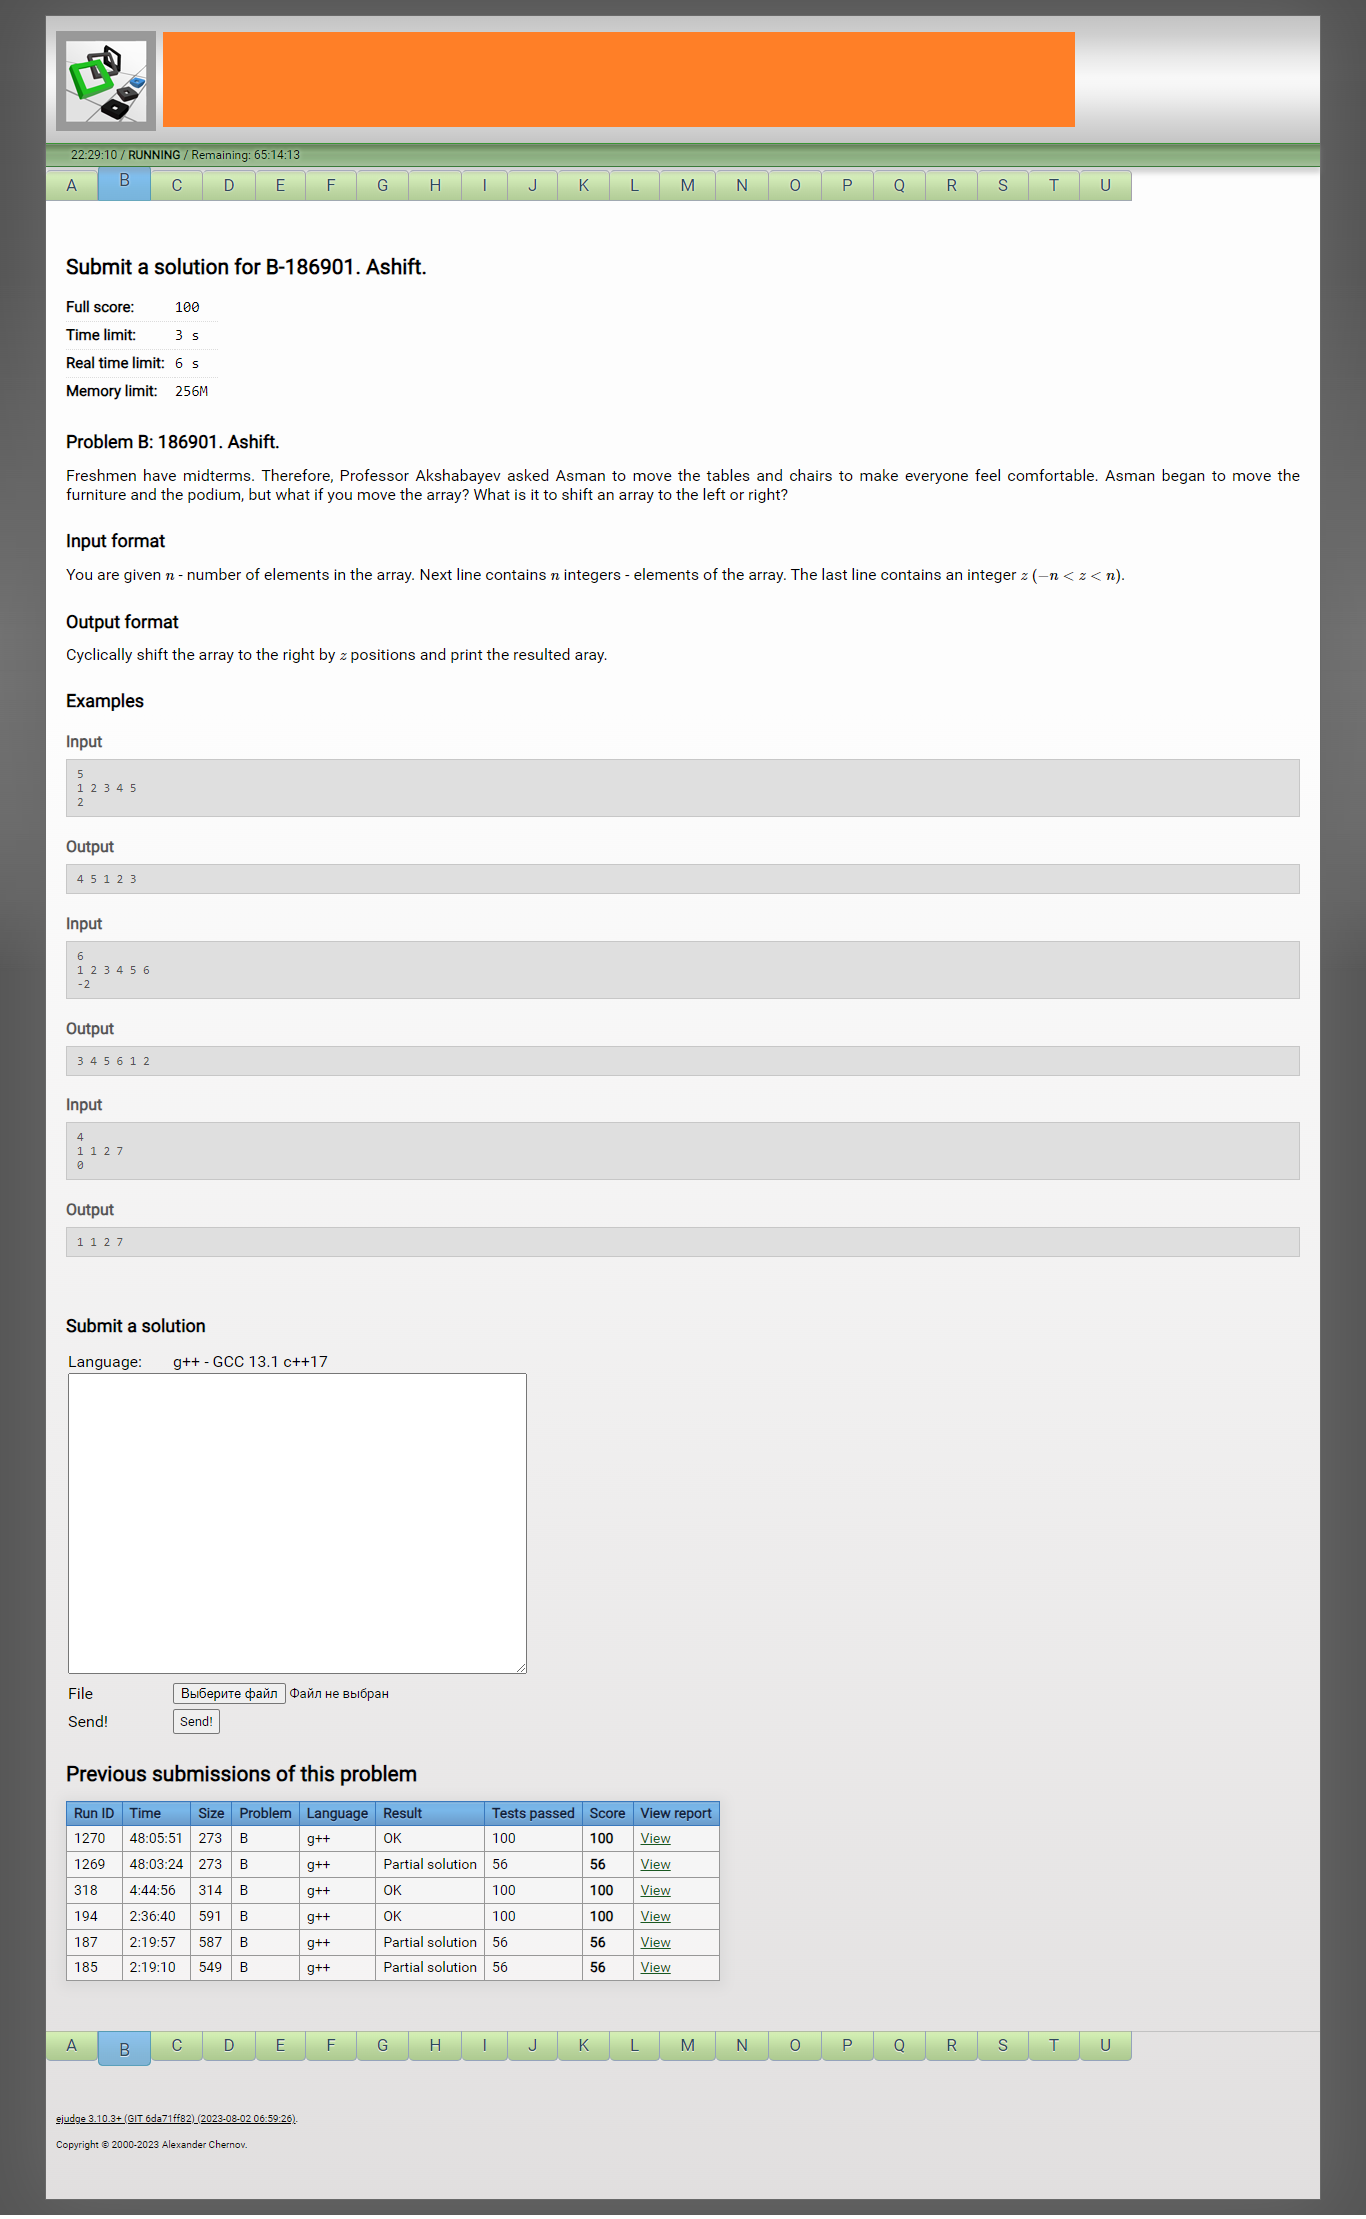 22:29:10 / RUNNING / Remaining: 65:14:13
A B C D E F G H I J K L M N O P Q R S T U
Submit a solution for B-186901. Ashift.
Full score: 100
Time limit: 3 s
Real time limit: 6 s
Memory limit: 256M
Problem B: 186901. Ashift.
Freshmen have midterms. Therefore, Professor Akshabayev asked Asman to move the tables and chairs to make everyone feel comfortable. Asman began to move the
furniture and the podium, but what if you move the array? What is it to shift an array to the left or right?
Input format
You are given n - number of elements in the array. Next line contains n integers - elements of the array. The last line contains an integer z (−n < z < n).
Output format
Cyclically shift the array to the right by z positions and print the resulted aray.
Examples
Input
5
1 2 3 4 5
2
Output
4 5 1 2 3
Input
6
1 2 3 4 5 6
-2
Output
3 4 5 6 1 2
Input
4
1 1 2 7
0
Output
1 1 2 7
Submit a solution
Language: g++ - GCC 13.1 c++17
File Выберите файл Файл не выбран
Send! Send!
Previous submissions of this problem
Run ID Time Size Problem Language Result Tests passed Score View report
1270 48:05:51 273 B g++ OK 100 100 View
1269 48:03:24 273 B g++ Partial solution 56 56 View
318 4:44:56 314 B g++ OK 100 100 View
194 2:36:40 591 B g++ OK 100 100 View
187 2:19:57 587 B g++ Partial solution 56 56 View
185 2:19:10 549 B g++ Partial solution 56 56 View
A B C D E F G H I J K L M N O P Q R S T U
ejudge 3.10.3+ (GIT 6da71ff82) (2023-08-02 06:59:26).
Copyright © 2000-2023 Alexander Chernov.